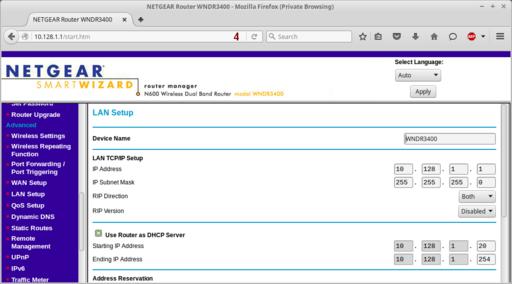 NETGEAR Router WNDR3400 - Mozilla Firefox (Private Browsing)
NETGEAR Router WNDR3400
10.128.1.1/start.htm
4
Search
ABP
NETGEAR
SMARTWIZARD
router manager
N600 Wireless Dual Band Router model WNDR3400
Select Language:
Auto
Apply
Set Password
Router Upgrade
Advanced
Wireless Settings
Wireless Repeating
Function
Port Forwarding /
Port Triggering
WAN Setup
LAN Setup
QoS Setup
Dynamic DNS
Static Routes
Remote
Management
UPnP
IPv6
Traffic Meter
LAN Setup
Device Name WNDR3400
LAN TCP/IP Setup
IP Address 10 . 128 . 1 . 1
IP Subnet Mask 255 . 255 . 255 . 0
RIP Direction Both
RIP Version Disabled
Use Router as DHCP Server
Starting IP Address 10 . 128 . 1 . 20
Ending IP Address 10 . 128 . 1 . 254
Address Reservation